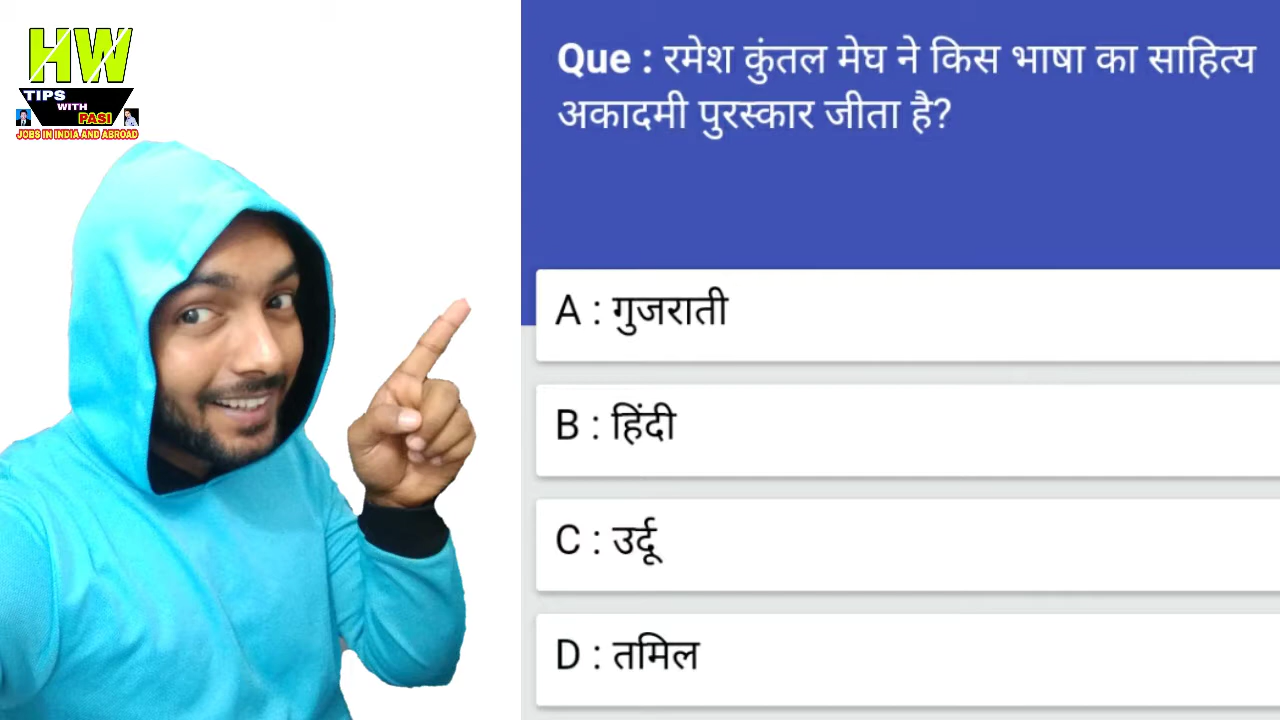 HW
TIPS
WITH
PASI
JOBS IN INDIA AND ABROAD
Que : रमेश कुंतल मेघ ने किस भाषा का साहित्य
अकादमी पुरस्कार जीता है?
A : गुजराती
B : हिंदी
C : उर्दू
D : तमिल